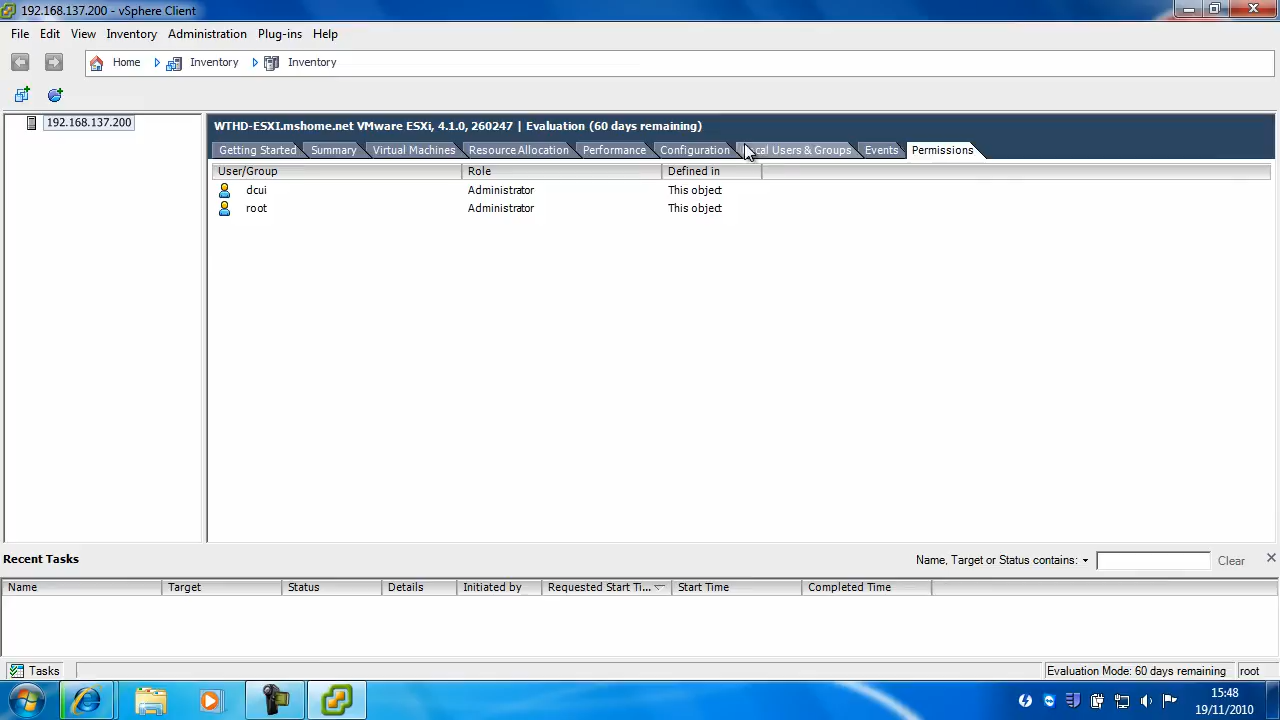 192.168.137.200 - vSphere Client
File Edit View Inventory Administration Plug-ins Help
Home Inventory Inventory
192.168.137.200
WTHD-ESXI.mshome.net VMware ESXi, 4.1.0, 260247 | Evaluation (60 days remaining)
Getting Started Summary Virtual Machines Resource Allocation Performance Configuration Users & Groups Events Permissions
User/Group Role Defined in
dcui Administrator This object
root Administrator This object
Recent Tasks Name, Target or Status contains: Clear
Name Target Status Details Initiated by Requested Start Ti... Start Time Completed Time
Tasks Evaluation Mode: 60 days remaining root
15:48
19/11/2010